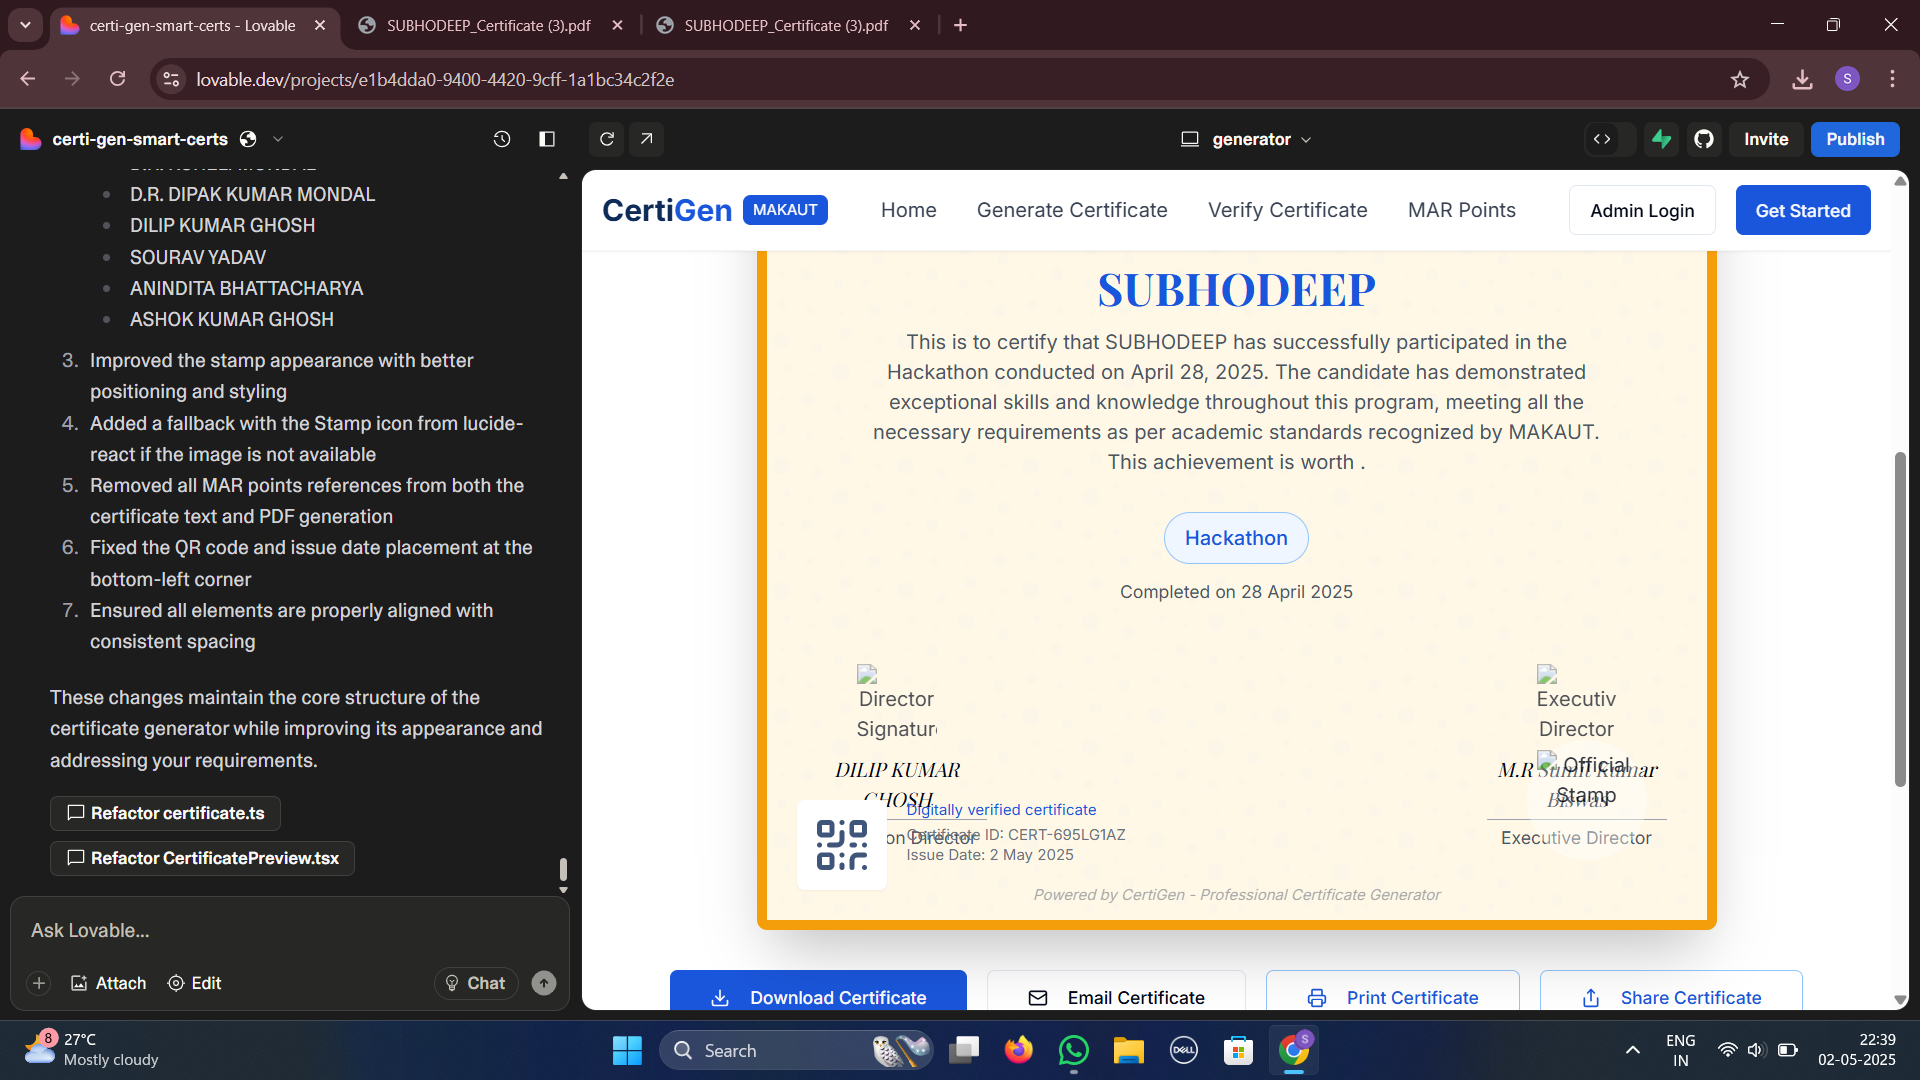 certi-gen-smart-certs - Lovable
SUBHODEEP_Certificate (3).pdf
SUBHODEEP_Certificate (3).pdf
lovable.dev/projects/e1b4dda0-9400-4420-9cff-1a1bc34c2f2e
S
certi-gen-smart-certs
generator
Invite
Publish
D.R. DIPAK KUMAR MONDAL
DILIP KUMAR GHOSH
SOURAV YADAV
ANINDITA BHATTACHARYA
ASHOK KUMAR GHOSH
3. Improved the stamp appearance with better
positioning and styling
4. Added a fallback with the Stamp icon from lucide-
react if the image is not available
5. Removed all MAR points references from both the
certificate text and PDF generation
6. Fixed the QR code and issue date placement at the
bottom-left corner
7. Ensured all elements are properly aligned with
consistent spacing
These changes maintain the core structure of the
certificate generator while improving its appearance and
addressing your requirements.
Refactor certificate.ts
Refactor CertificatePreview.tsx
Ask Lovable...
Attach
Edit
Chat
CertiGen MAKAUT
Home
Generate Certificate
Verify Certificate
MAR Points
Admin Login
Get Started
SUBHODEEP
This is to certify that SUBHODEEP has successfully participated in the
Hackathon conducted on April 28, 2025. The candidate has demonstrated
exceptional skills and knowledge throughout this program, meeting all the
necessary requirements as per academic standards recognized by MAKAUT.
This achievement is worth .
Hackathon
Completed on 28 April 2025
Director
Signatur
DILIP KUMAR
GHOSH
on Director
Executiv
Director
Official
Stamp
M.R Sumit Kumar
Biswas
Executive Director
Digitally verified certificate
Certificate ID: CERT-695LG1AZ
Issue Date: 2 May 2025
Powered by CertiGen - Professional Certificate Generator
Download Certificate
Email Certificate
Print Certificate
Share Certificate
8
27°C
Mostly cloudy
Search
DELL
S
ENG
IN
22:39
02-05-2025